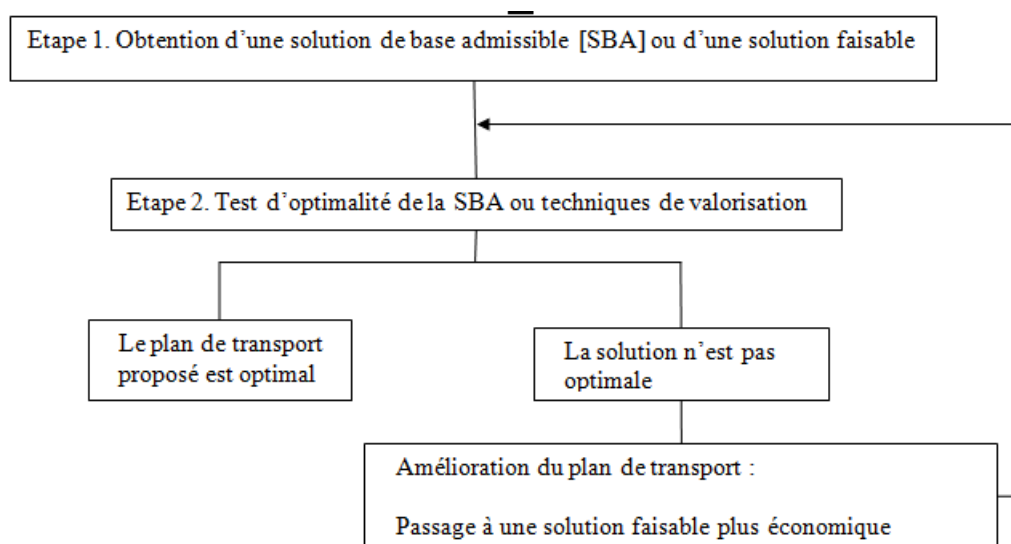 Etape 1. Obtention d’une solution de base admissible [SBA] ou d’une solution faisable
Etape 2. Test d’optimalité de la SBA ou techniques de valorisation
Le plan de transport
proposé est optimal
La solution n’est pas
optimale
Amélioration du plan de transport :
Passage à une solution faisable plus économique